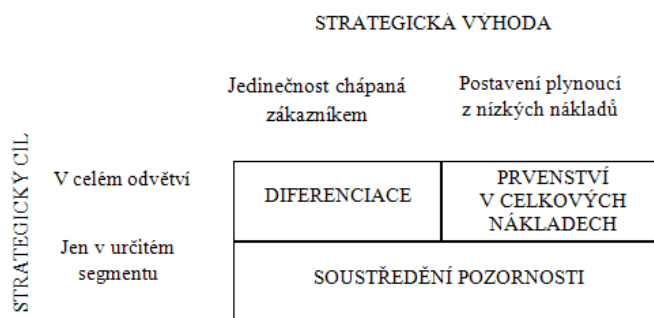 STRATEGICKÁ VÝHODA
Jedinečnost chápaná
zákazníkem
Postavení plynoucí
z nízkých nákladů
STRATEGICKÝ CÍL
V celém odvětví
DIFERENCIACE
PRVENSTVÍ
V CELKOVÝCH
NÁKLADECH
Jen v určitém
segmentu
SOUSTŘEDĚNÍ POZORNOSTI